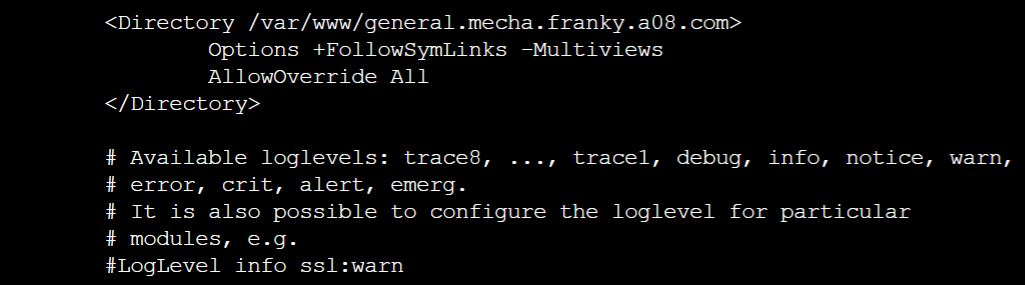 <Directory /var/www/general.mecha.franky.a08.com>
Options +FollowSymLinks -Multiviews
AllowOverride All
</Directory>
# Available loglevels: trace8, ..., trace1, debug, info, notice, warn,
# error, crit, alert, emerg.
# It is also possible to configure the loglevel for particular
# modules, e.g.
#LogLevel info ssl:warn